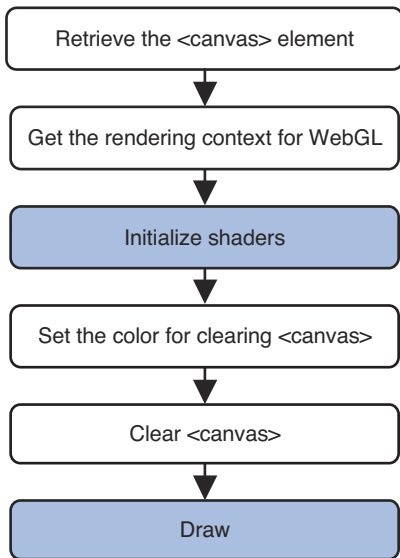 Retrieve the <canvas> element
Get the rendering context for WebGL
Initialize shaders
Set the color for clearing <canvas>
Clear <canvas>
Draw